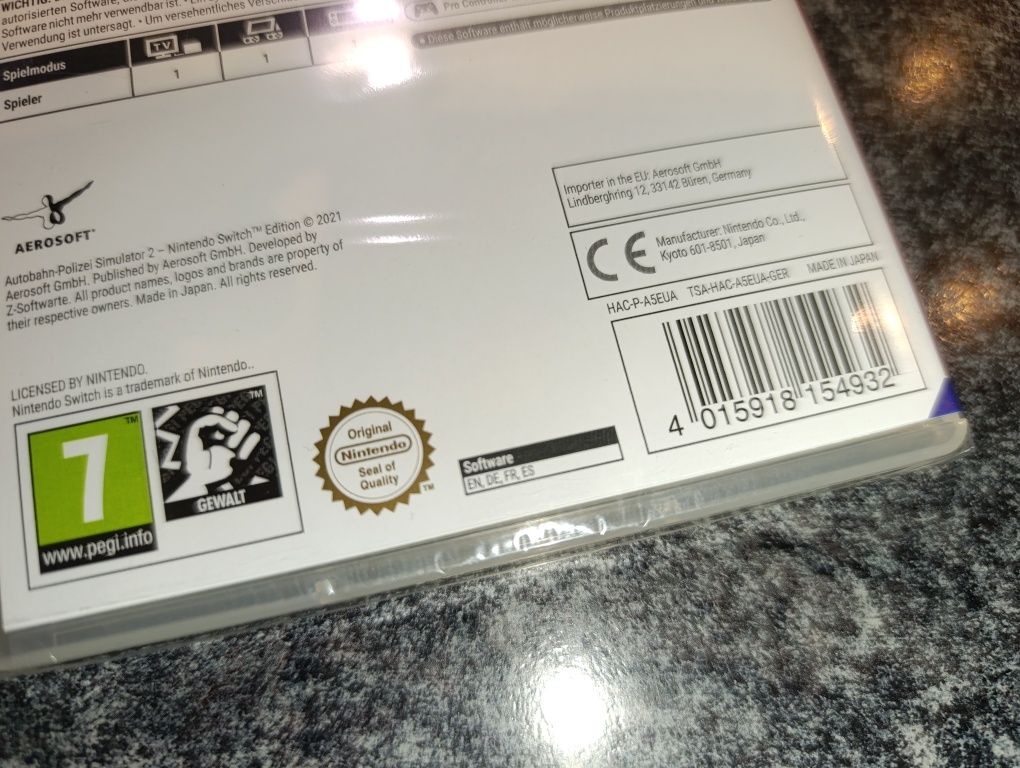 WICHTIG:
autorisierten Software,
Software nicht mehr verwendbar ist.
Verwendung ist untersagt. • Um versehentliches
Spielmodus
TV
Spieler
1
1
Pro Controller
• Diese Software enthält möglicherweise Produktplatzierungen und
AEROSOFT
Autobahn-Polizei Simulator 2 – Nintendo Switch™ Edition © 2021
Aerosoft GmbH. Published by Aerosoft GmbH. Developed by
Z-Softwarte. All product names, logos and brands are property of
their respective owners. Made in Japan. All rights reserved.
Importer in the EU: Aerosoft GmbH
Lindberghring 12, 33142 Büren, Germany
CE
Manufacturer: Nintendo Co., Ltd.,
Kyoto 601-8501, Japan
HAC-P-A5EUA TSA-HAC-A5EUA-GER MADE IN JAPAN
4 015918 154932
LICENSED BY NINTENDO.
Nintendo Switch is a trademark of Nintendo..
7
TM
www.pegi.info
TM
GEWALT
Original
Nintendo
Seal of
Quality
TM
Software
EN, DE, FR, ES